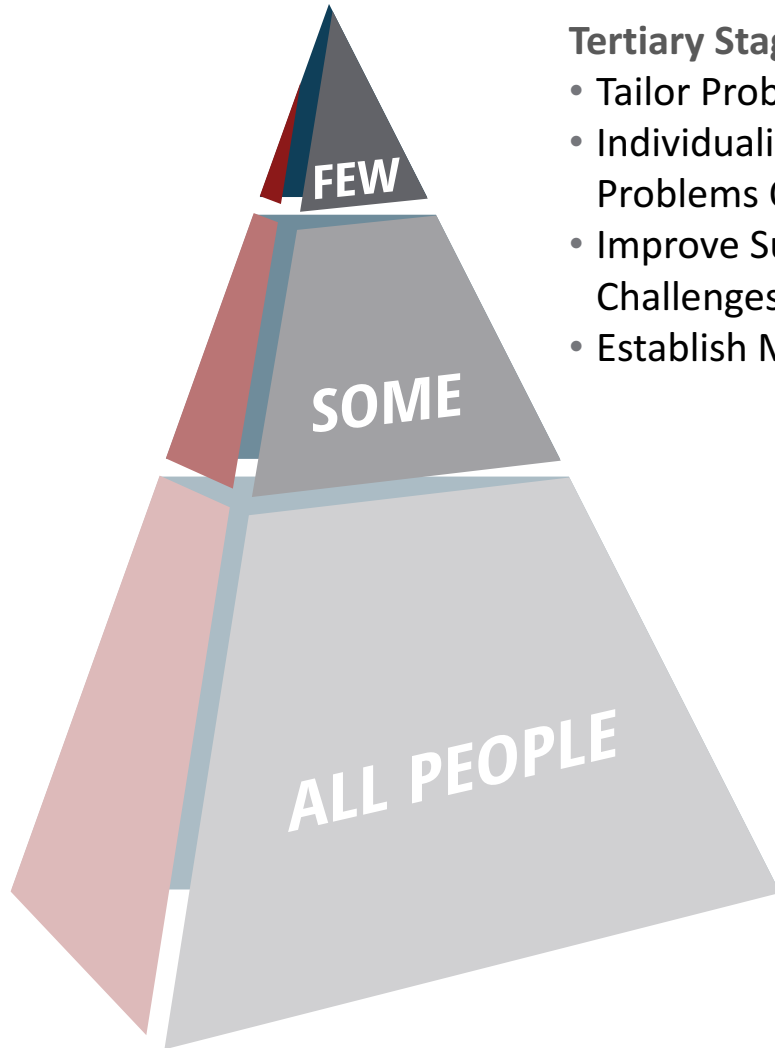 Tertiary Stag
• Tailor Prob
• Individuali
Problems
• Improve Su
Challenges
• Establish
FEW
SOME
ALL PEOPLE